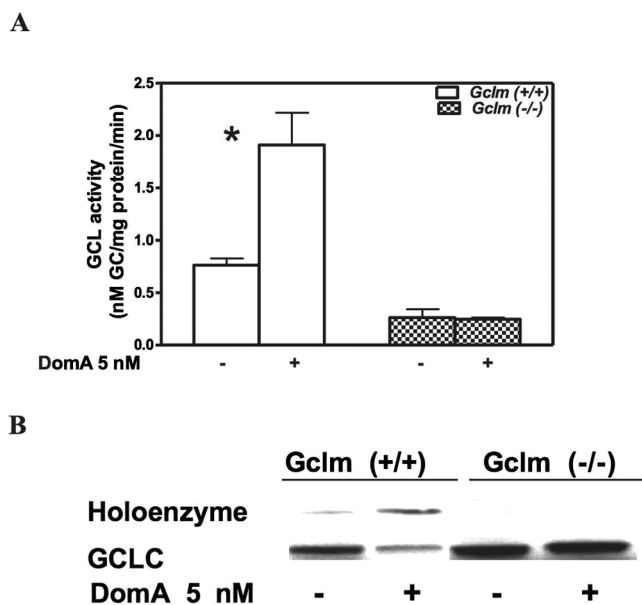 A
2.5
2.0
1.5
1.0
0.5
0.0
GCL activity
(nM GC/mg protein/min)
Gclm (+/+)
Gclm (-/-)
*
DomA 5 nM - + - +
B
Gclm (+/+) Gclm (-/-)
Holoenzyme
GCLC
DomA 5 nM - + - +